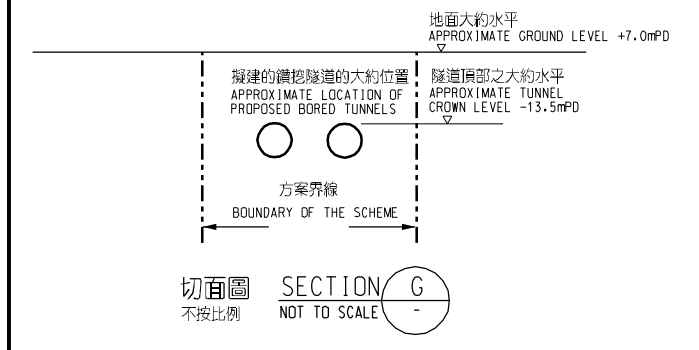 地面大約水平
APPROXIMATE GROUND LEVEL +7.0mPD
擬建的鑽挖隧道的大約位置
APPROXIMATE LOCATION OF
PROPOSED BORED TUNNELS
隧道頂部之大約水平
APPROXIMATE TUNNEL
CROWN LEVEL -13.5mPD
方案界線
BOUNDARY OF THE SCHEME
切面圖 SECTION G
不按比例 NOT TO SCALE -